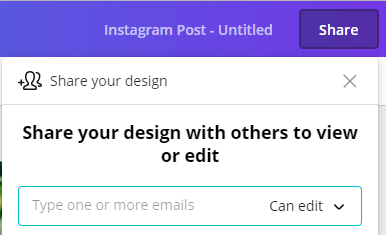 Instagram Post - Untitled
Share
Share your design
Share your design with others to view
or edit
Type one or more emails
Can edit